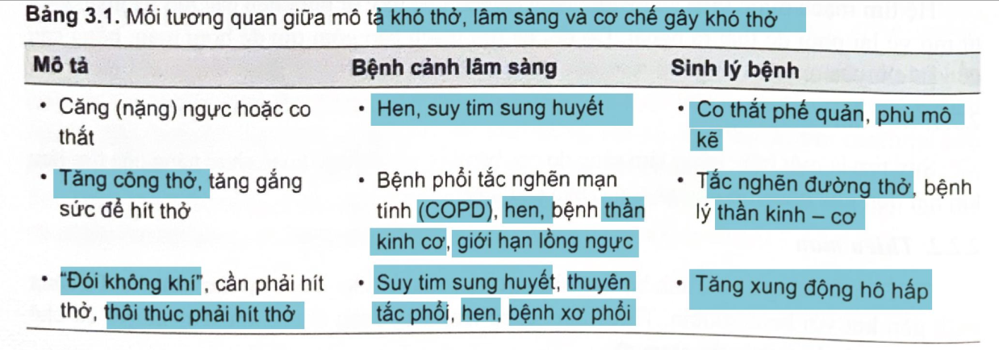 Bảng 3.1. Mối tương quan giữa mô tả khó thở, lâm sàng và cơ chế gây khó thở
Mô tả Bệnh cảnh lâm sàng Sinh lý bệnh
• Căng (nặng) ngực hoặc co thắt
• Hen, suy tim sung huyết
• Co thắt phế quản, phù mô kẽ
• Tăng công thở, tăng gắng sức để hít thở
• Bệnh phổi tắc nghẽn mạn tính (COPD), hen, bệnh thần kinh cơ, giới hạn lồng ngực
• Tắc nghẽn đường thở, bệnh lý thần kinh – cơ
• "Đói không khí", cần phải hít thở, thôi thúc phải hít thở
• Suy tim sung huyết, thuyên tắc phổi, hen, bệnh xơ phổi
• Tăng xung động hô hấp